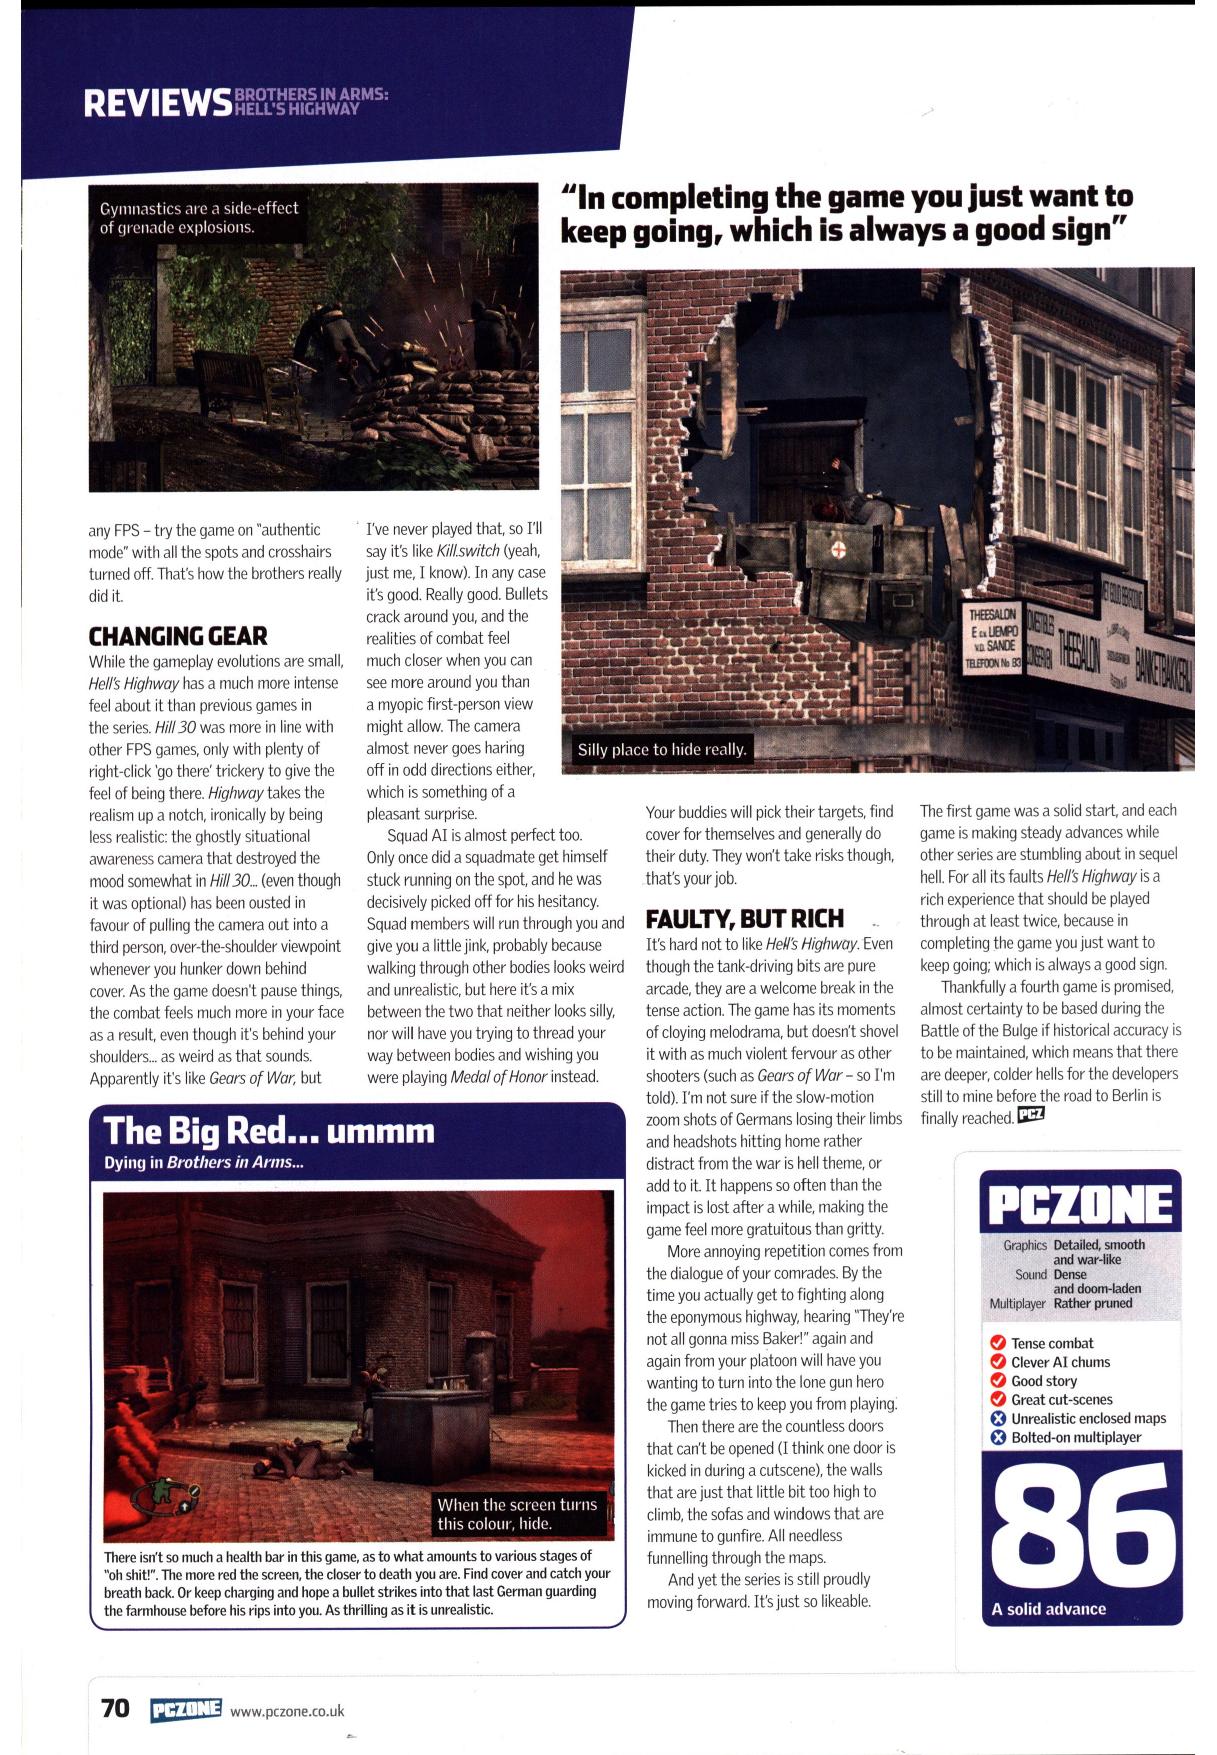 REVIEWS
BROTHERS IN ARMS:
HELL'S HIGHWAY
Gymnastics are a side-effect
of grenade explosions.
"In completing the game you just want to
keep going, which is always a good sign"
THEESALON
E EN LIEMPO
V.D. SANDE
TELEFOON No 83
THEESALON
BANKETBAKKERIJ
Silly place to hide really.
any FPS – try the game on "authentic
mode" with all the spots and crosshairs
turned off. That's how the brothers really
did it.
CHANGING GEAR
While the gameplay evolutions are small,
Hell's Highway has a much more intense
feel about it than previous games in
the series. Hill 30 was more in line with
other FPS games, only with plenty of
right-click 'go there' trickery to give the
feel of being there. Highway takes the
realism up a notch, ironically by being
less realistic: the ghostly situational
awareness camera that destroyed the
mood somewhat in Hill 30... (even though
it was optional) has been ousted in
favour of pulling the camera out into a
third person, over-the-shoulder viewpoint
whenever you hunker down behind
cover. As the game doesn't pause things,
the combat feels much more in your face
as a result, even though it's behind your
shoulders... as weird as that sounds.
Apparently it's like Gears of War, but
I've never played that, so I'll
say it's like Kill.switch (yeah,
just me, I know). In any case
it's good. Really good. Bullets
crack around you, and the
realities of combat feel
much closer when you can
see more around you than
a myopic first-person view
might allow. The camera
almost never goes haring
off in odd directions either,
which is something of a
pleasant surprise.
Squad AI is almost perfect too.
Only once did a squadmate get himself
stuck running on the spot, and he was
decisively picked off for his hesitancy.
Squad members will run through you and
give you a little jink, probably because
walking through other bodies looks weird
and unrealistic, but here it's a mix
between the two that neither looks silly,
nor will have you trying to thread your
way between bodies and wishing you
were playing Medal of Honor instead.
Your buddies will pick their targets, find
cover for themselves and generally do
their duty. They won't take risks though,
that's your job.
FAULTY, BUT RICH
It's hard not to like Hell's Highway. Even
though the tank-driving bits are pure
arcade, they are a welcome break in the
tense action. The game has its moments
of cloying melodrama, but doesn't shovel
it with as much violent fervour as other
shooters (such as Gears of War – so I'm
told). I'm not sure if the slow-motion
zoom shots of Germans losing their limbs
and headshots hitting home rather
distract from the war is hell theme, or
add to it. It happens so often than the
impact is lost after a while, making the
game feel more gratuitous than gritty.
More annoying repetition comes from
the dialogue of your comrades. By the
time you actually get to fighting along
the eponymous highway, hearing "They're
not all gonna miss Baker!" again and
again from your platoon will have you
wanting to turn into the lone gun hero
the game tries to keep you from playing.
Then there are the countless doors
that can't be opened (I think one door is
kicked in during a cutscene), the walls
that are just that little bit too high to
climb, the sofas and windows that are
immune to gunfire. All needless
funnelling through the maps.
And yet the series is still proudly
moving forward. It's just so likeable.
The first game was a solid start, and each
game is making steady advances while
other series are stumbling about in sequel
hell. For all its faults Hell's Highway is a
rich experience that should be played
through at least twice, because in
completing the game you just want to
keep going; which is always a good sign.
Thankfully a fourth game is promised,
almost certainty to be based during the
Battle of the Bulge if historical accuracy is
to be maintained, which means that there
are deeper, colder hells for the developers
still to mine before the road to Berlin is
finally reached. PCZ
The Big Red... ummm
Dying in Brothers in Arms...
When the screen turns
this colour, hide.
There isn't so much a health bar in this game, as to what amounts to various stages of
"oh shit!". The more red the screen, the closer to death you are. Find cover and catch your
breath back. Or keep charging and hope a bullet strikes into that last German guarding
the farmhouse before his rips into you. As thrilling as it is unrealistic.
PCZONE
Graphics Detailed, smooth
and war-like
Sound Dense
and doom-laden
Multiplayer Rather pruned
Tense combat
Clever AI chums
Good story
Great cut-scenes
Unrealistic enclosed maps
Bolted-on multiplayer
86
A solid advance
70 PCZONE www.pczone.co.uk